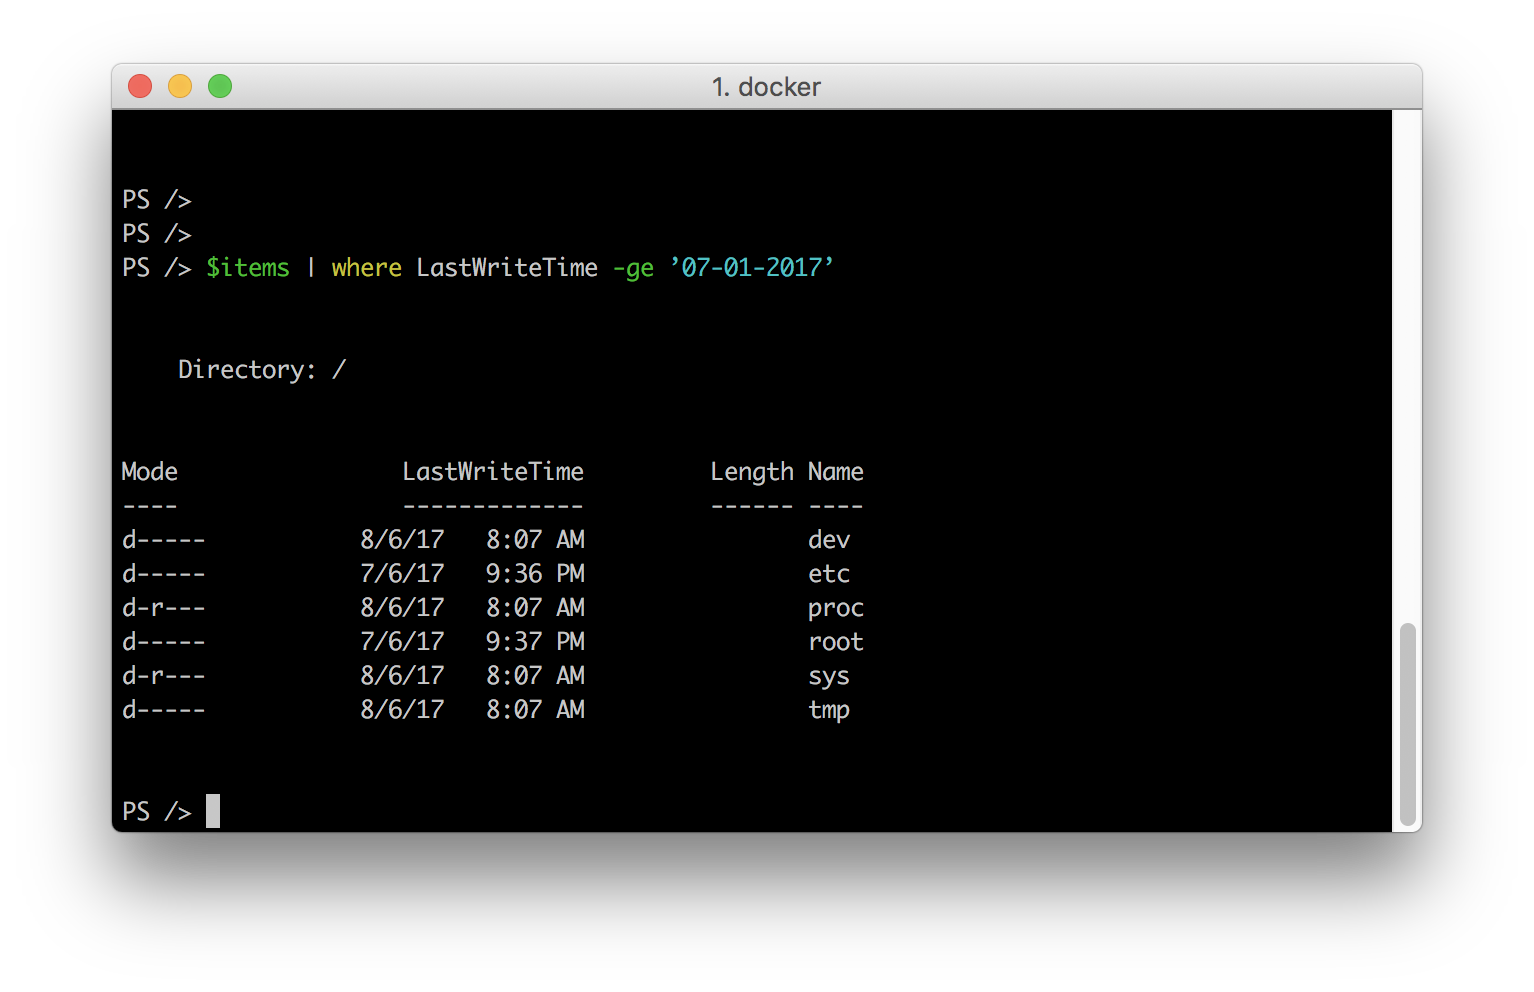 1. docker
PS />
PS />
PS /> $items | where LastWriteTime -ge ’07-01-2017’
Directory: /
Mode                LastWriteTime         Length Name
----                -------------         ------ ----
d-----           8/6/17   8:07 AM                dev
d-----           7/6/17   9:36 PM                etc
d-r---           8/6/17   8:07 AM                proc
d-----           7/6/17   9:37 PM                root
d-r---           8/6/17   8:07 AM                sys
d-----           8/6/17   8:07 AM                tmp
PS />